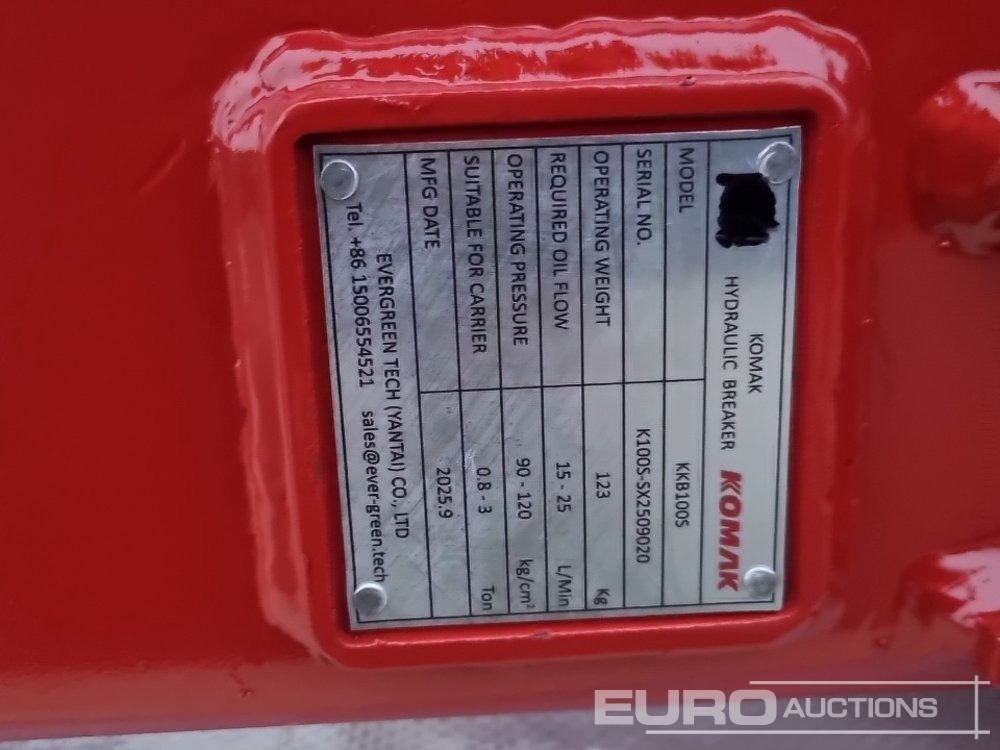 KOMAK
HYDRAULIC BREAKER KOMAK
MODEL KKB100S
SERIAL NO. K100S-SX2509020
OPERATING WEIGHT 123 Kg
REQUIRED OIL FLOW 15 - 25 L/Min
OPERATING PRESSURE 90 - 120 kg/cm²
SUITABLE FOR CARRIER 0.8 - 3 Ton
MFG DATE 2025.9
EVERGREEN TECH (YANTAI) CO., LTD
Tel. +86 15006554521 sales@ever-green.tech
EURO AUCTIONS